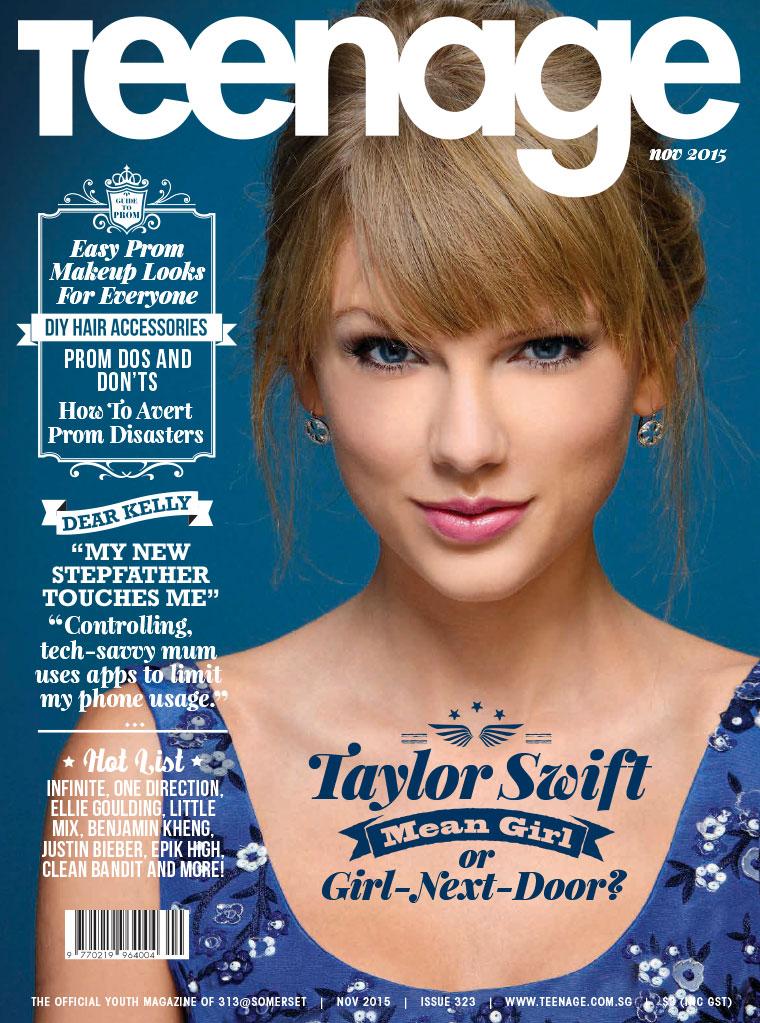 Teenage
nov 2015
GUIDE
TO
PROM
Easy Prom
Makeup Looks
For Everyone
DIY HAIR ACCESSORIES
PROM DOS AND
DON'TS
How To Avert
Prom Disasters
DEAR KELLY
“MY NEW
STEPFATHER
TOUCHES ME”
“Controlling,
tech-savvy mum
uses apps to limit
my phone usage.”
Hot List
INFINITE, ONE DIRECTION,
ELLIE GOULDING, LITTLE
MIX, BENJAMIN KHENG,
JUSTIN BIEBER, EPIK HIGH,
CLEAN BANDIT AND MORE!
Taylor Swift
Mean Girl
or
Girl-Next-Door?
9 770219 964004
THE OFFICIAL YOUTH MAGAZINE OF 313@SOMERSET | NOV 2015 | ISSUE 323 | WWW.TEENAGE.COM.SG | (INC GST)